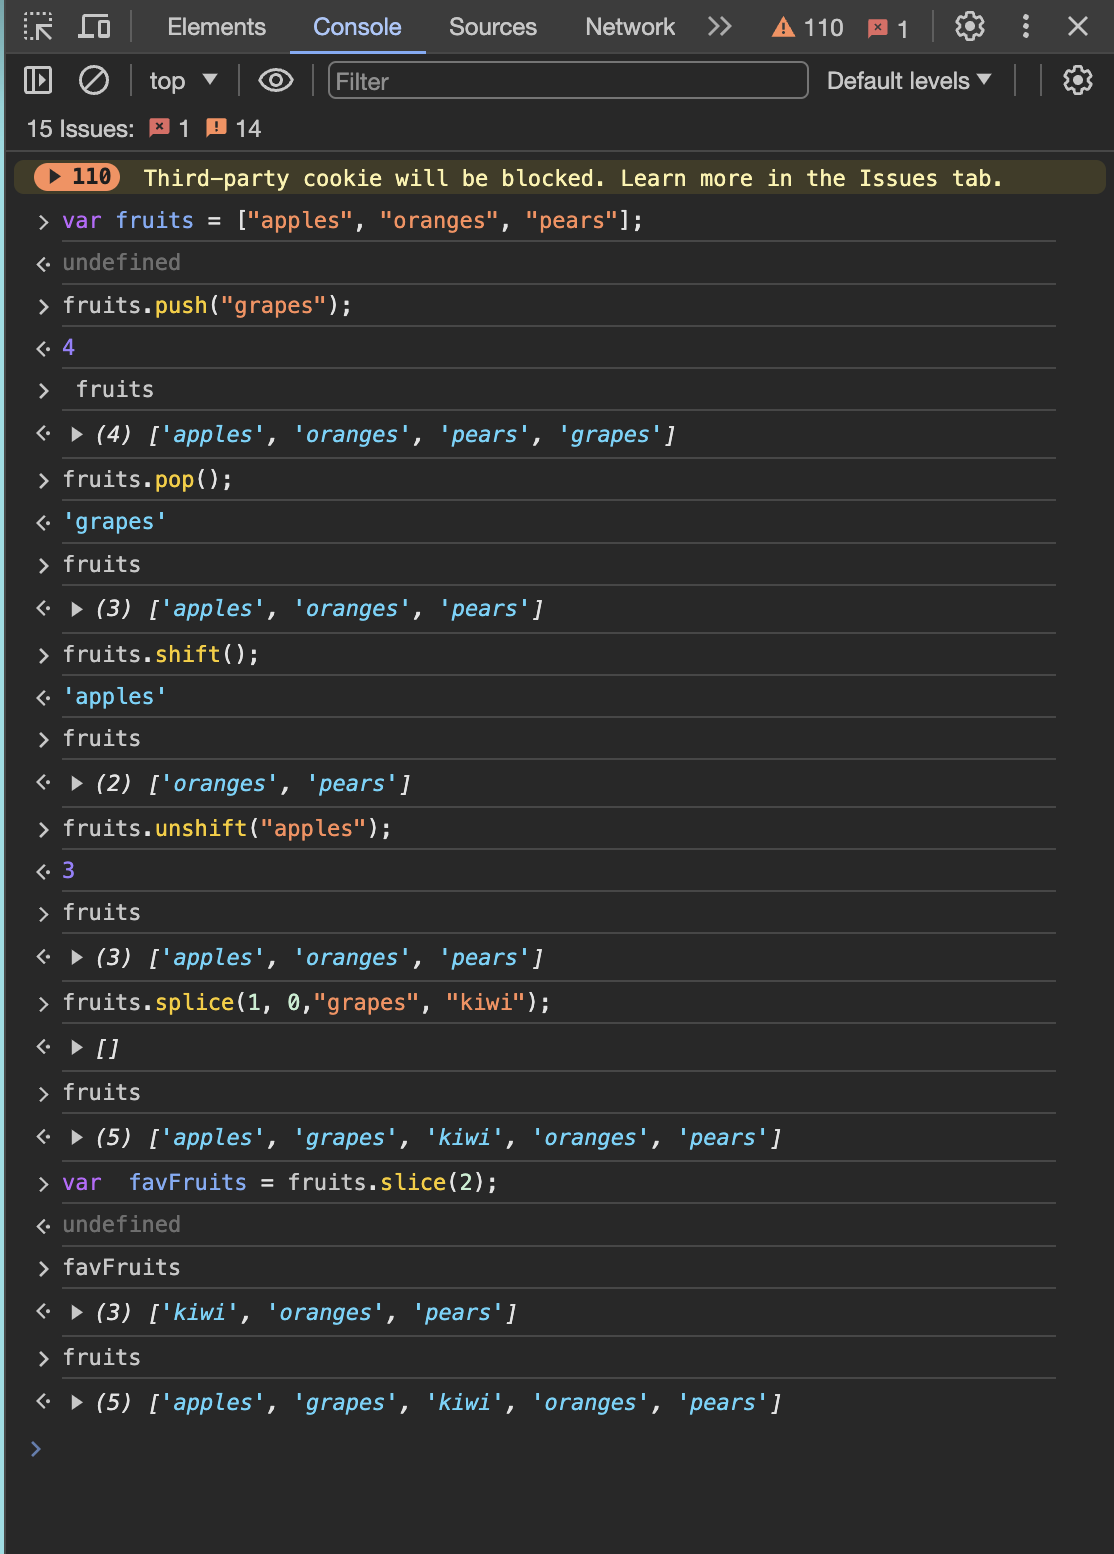 Elements Console Sources Network 110 1
top Filter Default levels
15 Issues: 1 14
110 Third-party cookie will be blocked. Learn more in the Issues tab.
var fruits = ["apples", "oranges", "pears"];
undefined
fruits.push("grapes");
4
fruits
(4) ['apples', 'oranges', 'pears', 'grapes']
fruits.pop();
'grapes'
fruits
(3) ['apples', 'oranges', 'pears']
fruits.shift();
'apples'
fruits
(2) ['oranges', 'pears']
fruits.unshift("apples");
3
fruits
(3) ['apples', 'oranges', 'pears']
fruits.splice(1, 0,"grapes", "kiwi");
[]
fruits
(5) ['apples', 'grapes', 'kiwi', 'oranges', 'pears']
var  favFruits = fruits.slice(2);
undefined
favFruits
(3) ['kiwi', 'oranges', 'pears']
fruits
(5) ['apples', 'grapes', 'kiwi', 'oranges', 'pears']